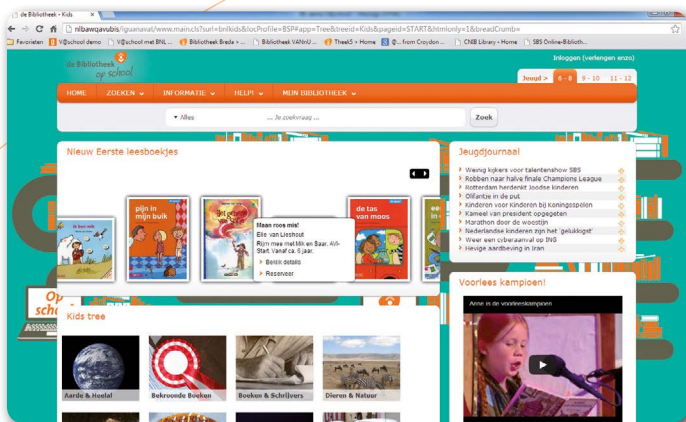 de Bibliotheek - Kids
nlbawqavubis/iguanavat/www.main.cls?surl=bnlkids&locProfile=BSP#app=Tree&treeid=Kids&pageid=START&htmlonly=1&breadCrumb=
Favorieten V@school demo V@school met BNL ... Bibliotheek Breda > ... Bibliotheek VANnU ... Theek5 > Home @... from Croydon ... CNIB Library - Home SBS Online-Biblioth...
de Bibliotheek
op school
Inloggen (verlengen enzo)
Jeugd > 6 - 8 9 - 10 11 - 12
HOME ZOEKEN INFORMATIE HELP! MIJN BIBLIOTHEEK
Alles ... Je zoekvraag ... Zoek
Nieuw Eerste leesboekjes
ik ben mik
pijn in
mijn buik
de tas
van moos
Maan roos mis!
Elle van Lieshout
Rijm mee met Mik en Saar. AVI-
Start. Vanaf ca. 6 jaar.
Bekijk details
Reserveer
Jeugdjournaal
Weinig kijkers voor talentenshow SBS
Robben naar halve finale Champions League
Rotterdam herdenkt Joodse kinderen
Olifantje in de put
Kinderen voor Kinderen bij Koningsspelen
Kameel van president opgegeten
Marathon door de woestijn
Nederlandse kinderen zijn het 'gelukkigst'
Weer een cyberaanval op ING
Hevige aardbeving in Iran
Voorlees kampioen!
Anne is de voorleeskampioen
Op
Kids tree
Aarde & Heelal
Bekroonde Boeken
Boeken & Schrijvers
Dieren & Natuur